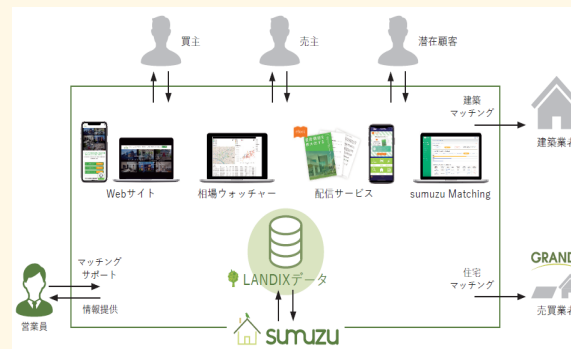 買主
売主
潜在顧客
建築
マッチング
建築業者
Webサイト
相場ウォッチャー
配信サービス
sumuzu Matching
マッチング
サポート
情報提供
営業員
LANDIXデータ
住宅
マッチング
GRAND
売買業者
sumuzu